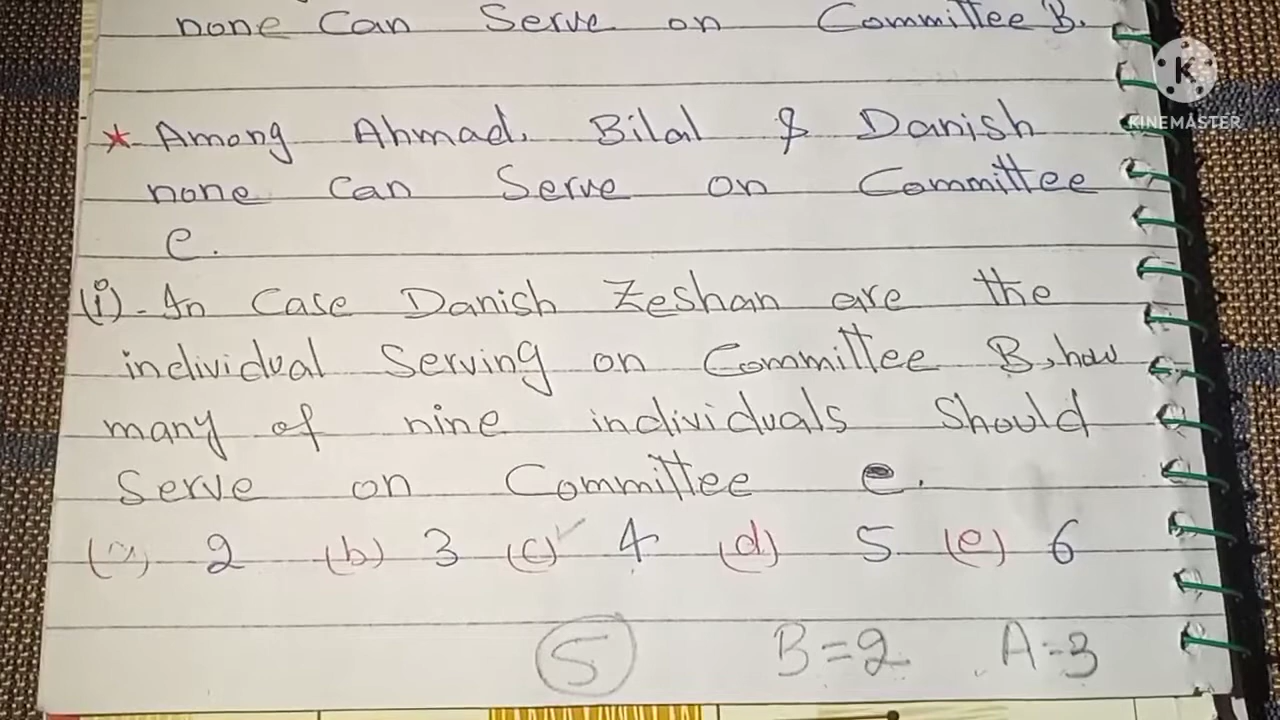 none Can Serve on Committee B.
K
KINEMASTER
* Among Ahmad, Bilal & Danish
none can Serve on Committee
e.
(i)- In Case Danish Zeshan are the
individual Serving on Committee B, how
many of nine individuals Should
Serve on Committee e.
(a) 2 (b) 3 (c) ✓ 4 (d) 5 (e) 6
5 B=2 A-3